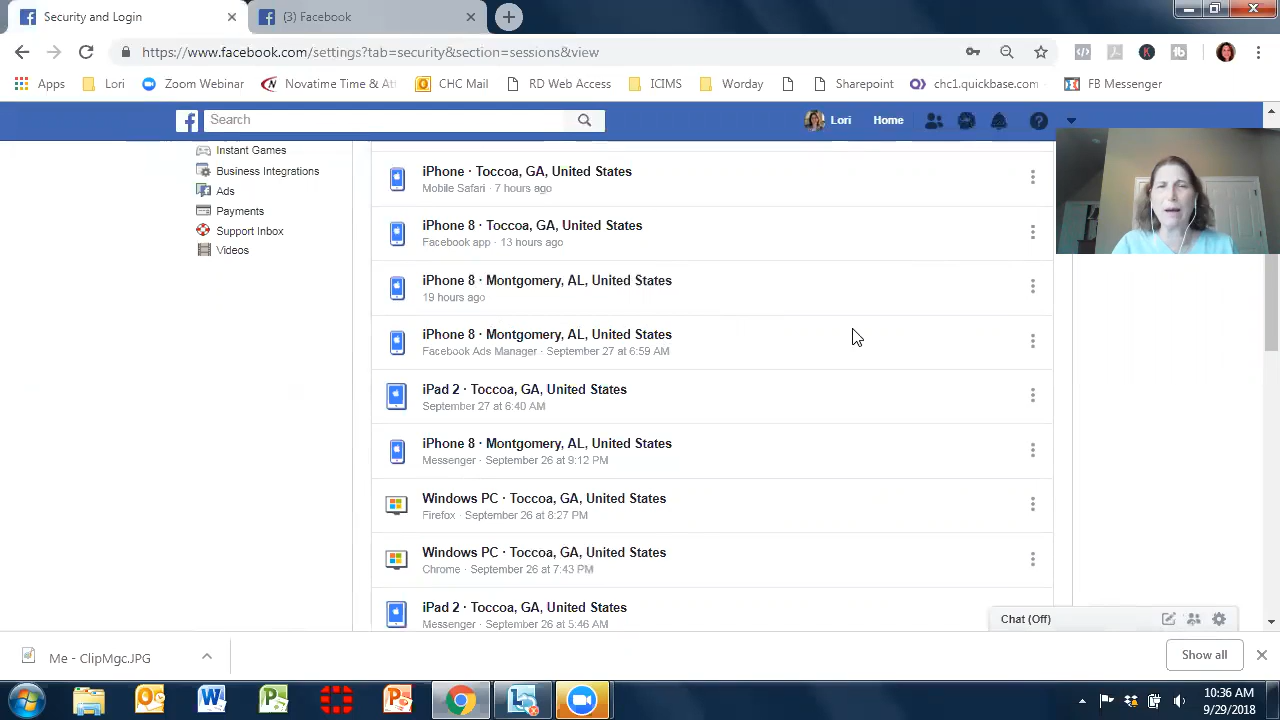 Security and Login
(3) Facebook
https://www.facebook.com/settings?tab=security&section=sessions&view
Apps
Lori
Zoom Webinar
Novatime Time & At
CHC Mail
RD Web Access
ICIMS
Worday
Sharepoint
chc1.quickbase.com
FB Messenger
Search
Lori
Home
Instant Games
Business Integrations
Ads
Payments
Support Inbox
Videos
iPhone · Toccoa, GA, United States
Mobile Safari · 7 hours ago
iPhone 8 · Toccoa, GA, United States
Facebook app · 13 hours ago
iPhone 8 · Montgomery, AL, United States
19 hours ago
iPhone 8 · Montgomery, AL, United States
Facebook Ads Manager · September 27 at 6:59 AM
iPad 2 · Toccoa, GA, United States
September 27 at 6:40 AM
iPhone 8 · Montgomery, AL, United States
Messenger · September 26 at 9:12 PM
Windows PC · Toccoa, GA, United States
Firefox · September 26 at 8:27 PM
Windows PC · Toccoa, GA, United States
Chrome · September 26 at 7:43 PM
iPad 2 · Toccoa, GA, United States
Messenger · September 26 at 5:46 AM
Chat (Off)
Me - ClipMgc.JPG
Show all
10:36 AM
9/29/2018